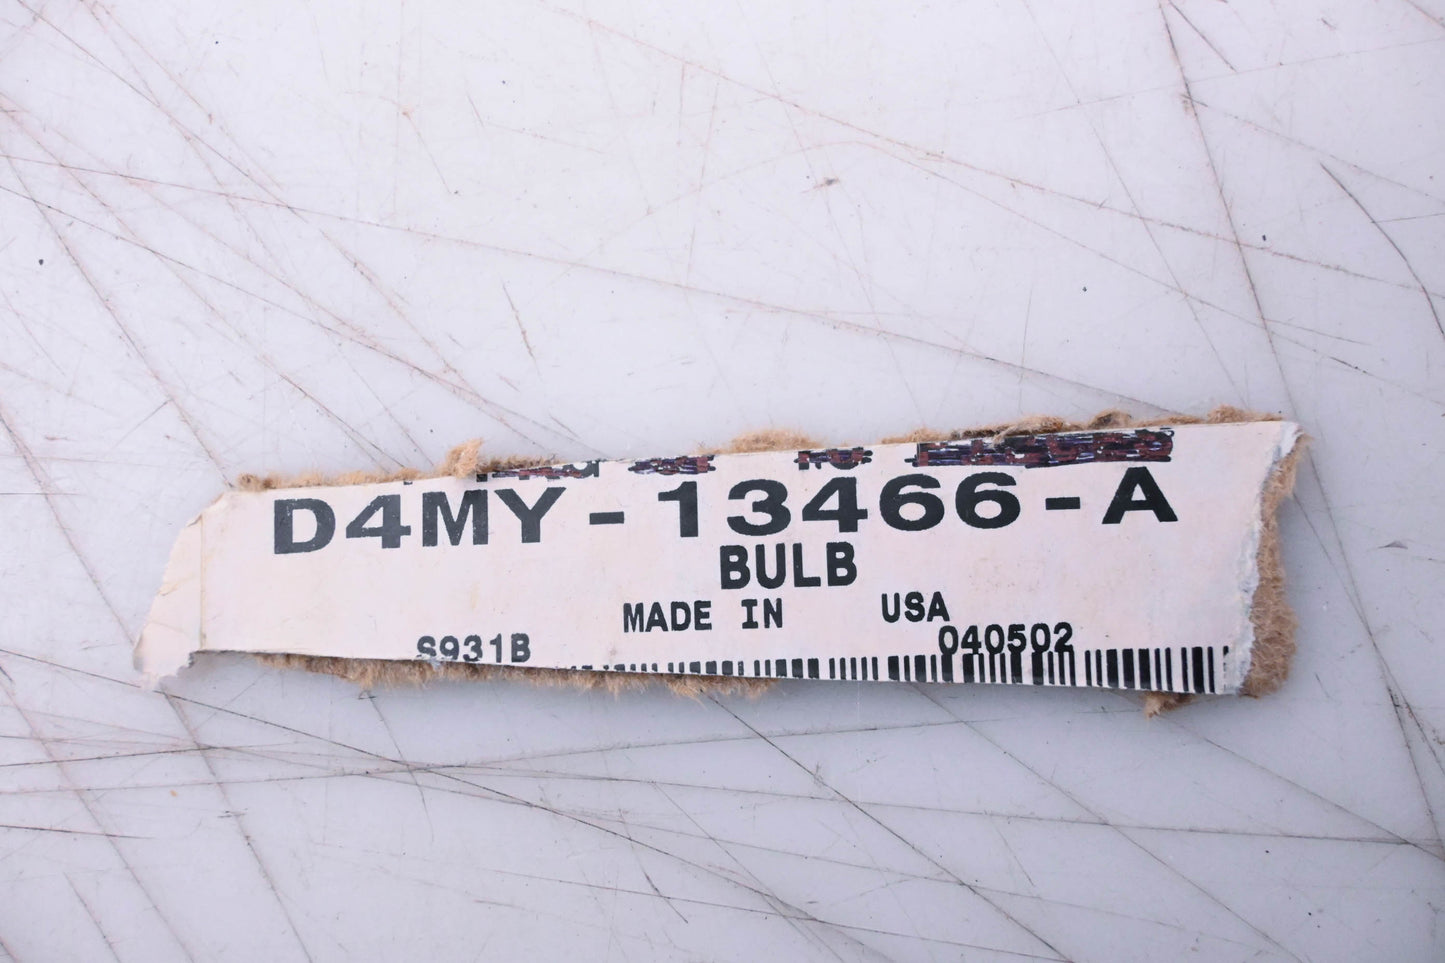 D4MY-13466-A
BULB
MADE IN USA
S931B 040502